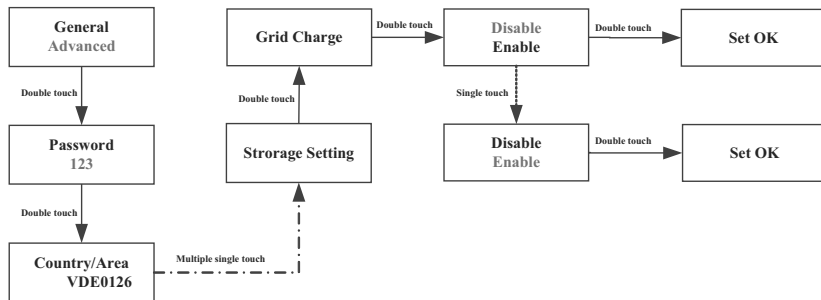 General
Advanced
Double touch
Password
123
Double touch
Country/Area
VDE0126
Multiple single touch
Strorage Setting
Double touch
Grid Charge
Double touch
Disable
Enable
Double touch
Set OK
Single touch
Disable
Enable
Double touch
Set OK